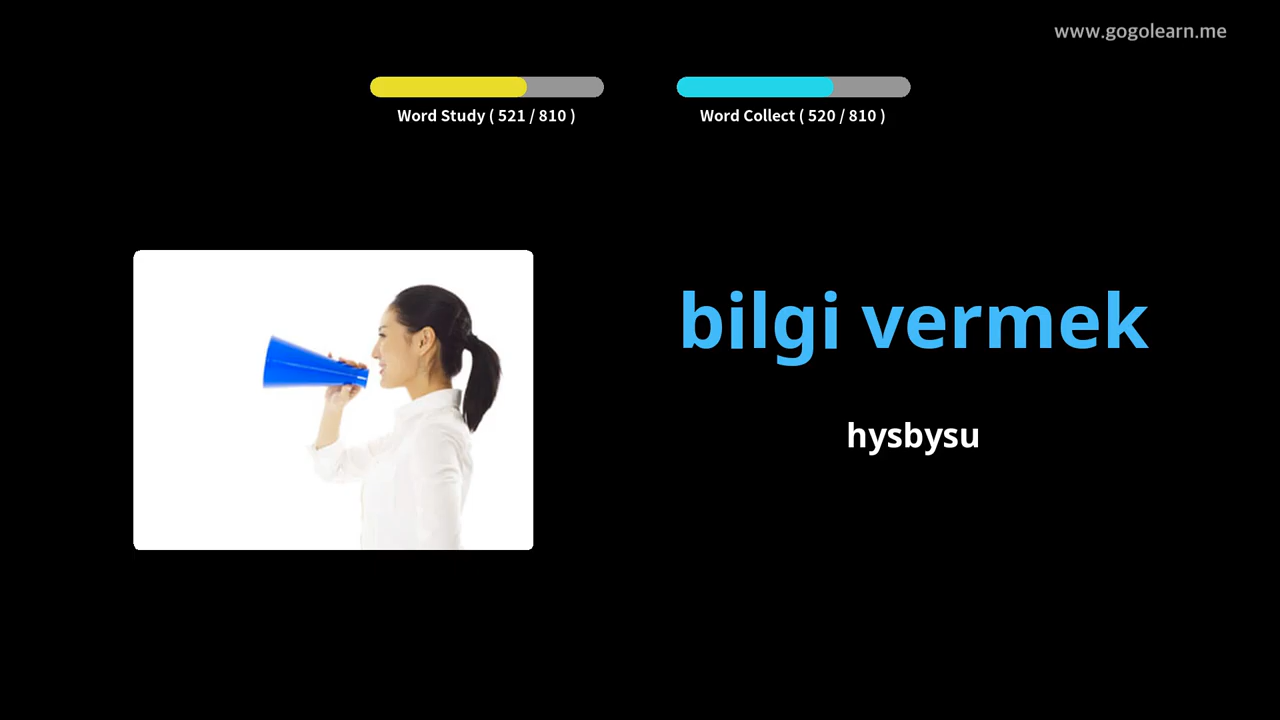 www.gogolearn.me
Word Study ( 521 / 810 )
Word Collect ( 520 / 810 )
bilgi vermek
hysbysu